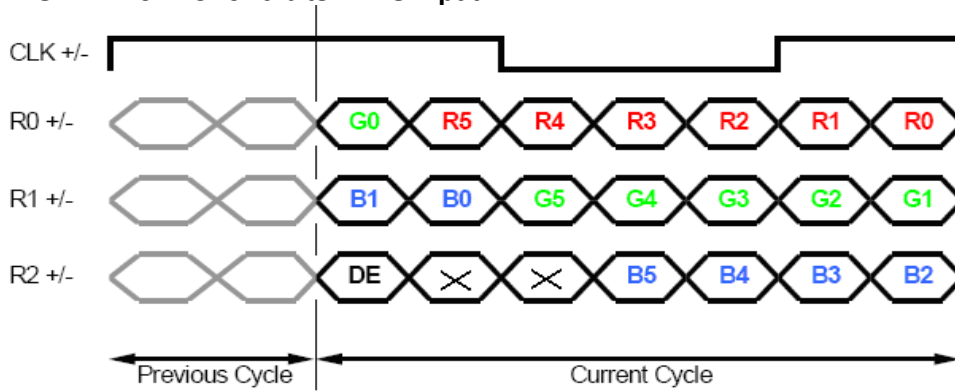 CLK +/-
R0 +/- G0 R5 R4 R3 R2 R1 R0
R1 +/- B1 B0 G5 G4 G3 G2 G1
R2 +/- DE B5 B4 B3 B2
Previous Cycle Current Cycle